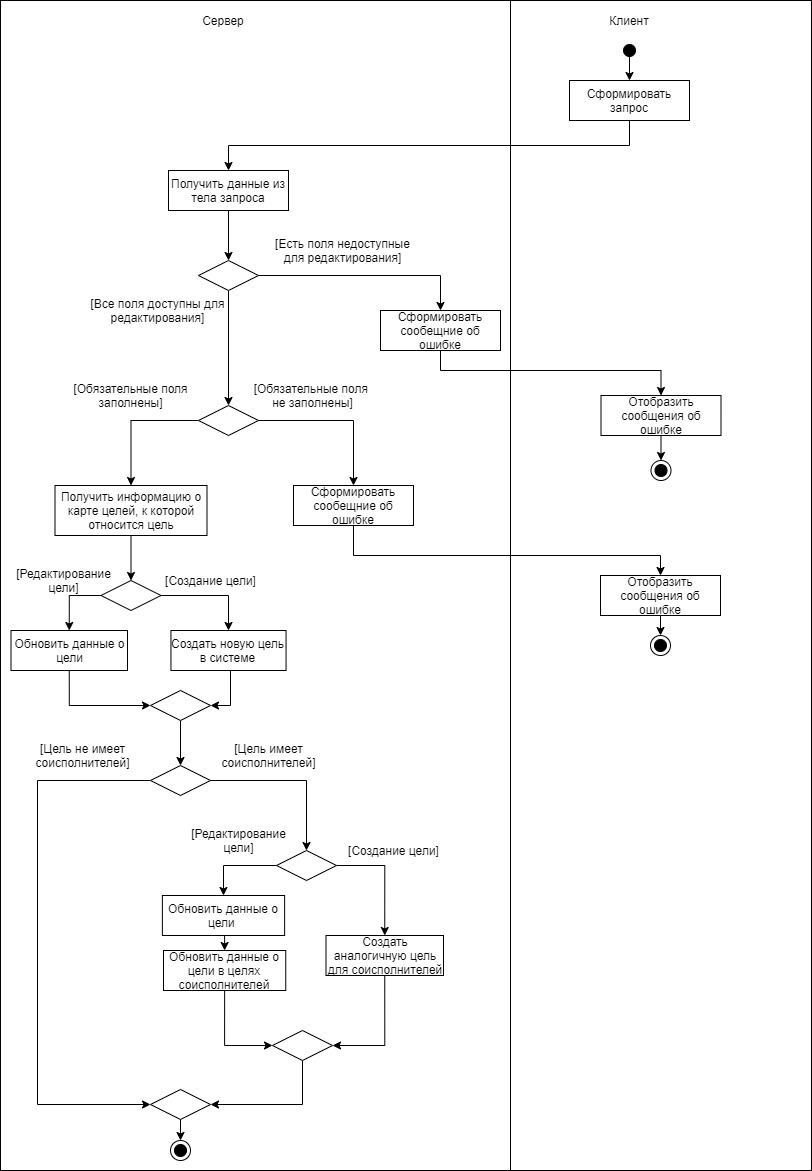 Сервер
Клиент
Сформировать
запрос
Получить данные из
тела запроса
[Есть поля недоступные
для редактирования]
[Все поля доступны для
редактирования]
Сформировать
сообещние об
ошибке
[Обязательные поля
заполнены]
[Обязательные поля
не заполнены]
Отобразить
сообщения об
ошибке
Получить информацию о
карте целей, к которой
относится цель
Сформировать
сообещние об
ошибке
[Редактирование
цели]
[Создание цели]
Отобразить
сообщения об
ошибке
Обновить данные о
цели
Создать новую цель
в системе
[Цель не имеет
соисполнителей]
[Цель имеет
соисполнителей]
[Редактирование
цели]
[Создание цели]
Обновить данные о
цели
Обновить данные о
цели в целях
соисполнителей
Создать
аналогичную цель
для соисполнителей